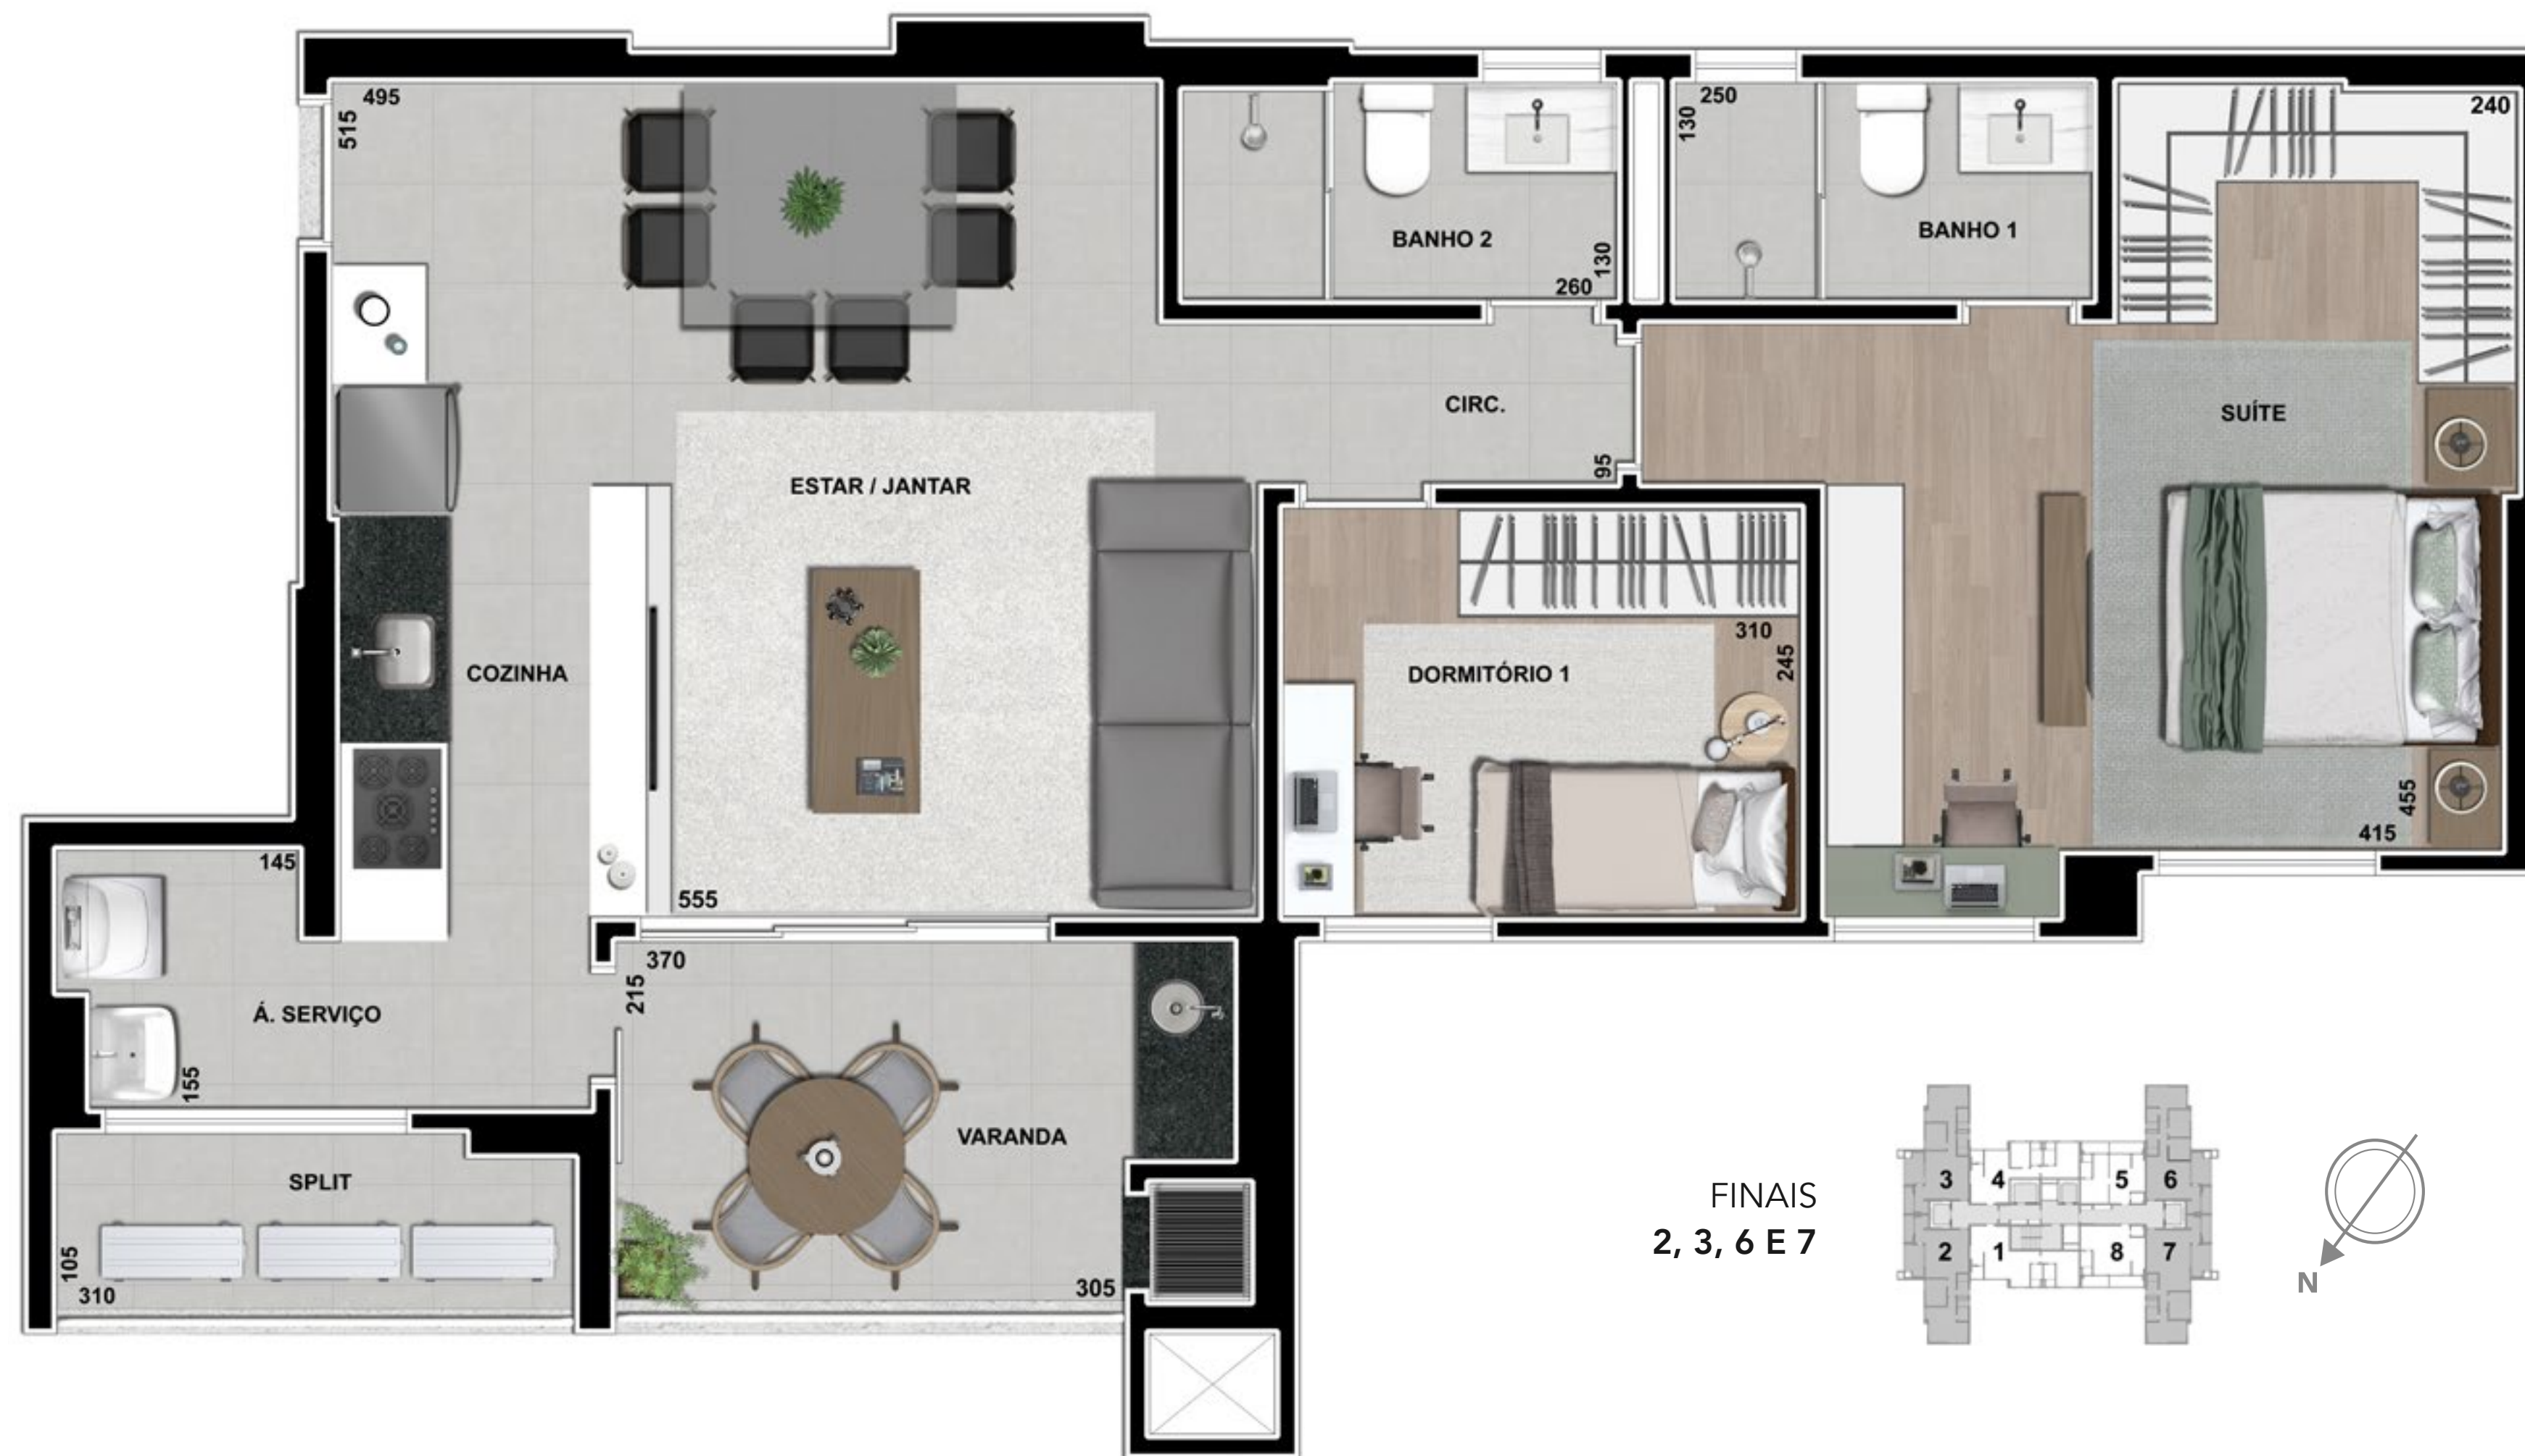 495
515
250
130
240
BANHO 2
130
260
BANHO 1
CIRC.
95
SUÍTE
ESTAR / JANTAR
COZINHA
310
245
DORMITÓRIO 1
455
415
145
555
370
215
Á. SERVIÇO
155
VARANDA
SPLIT
105
310
305
FINAIS
2, 3, 6 E 7
3 4 5 6
2 1 8 7
N